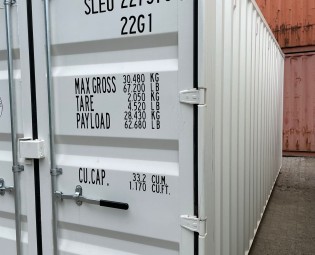 22G1
MAX GROSS 30.480 KG
67.200 LB
TARE 2.050 KG
4.520 LB
PAYLOAD 28.430 KG
62.680 LB
CU.CAP. 33,2 CU.M
1.170 CU.FT.